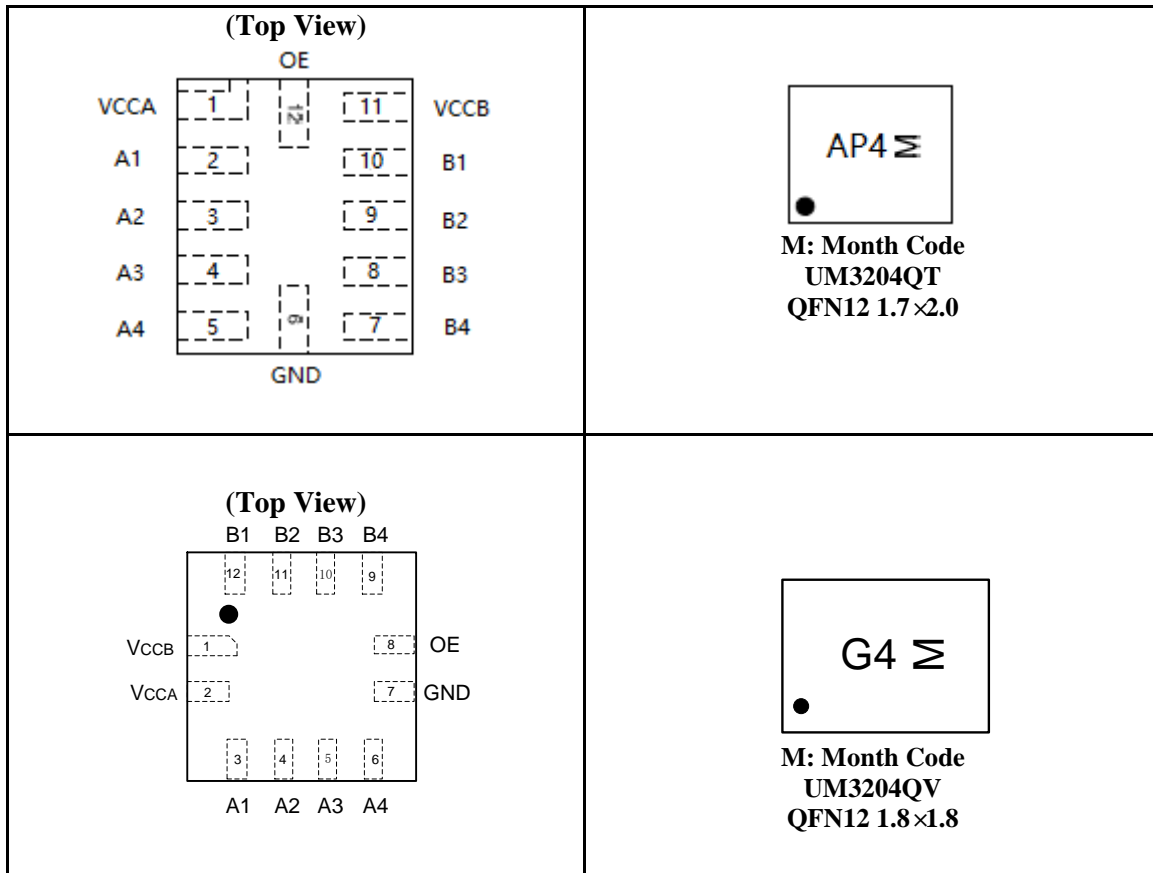 (Top View)
OE
VCCA 1 12 11 VCCB
A1 2 10 B1
A2 3 9 B2
A3 4 8 B3
A4 5 6 7 B4
GND
AP4 M
M: Month Code
UM3204QT
QFN12 1.7×2.0
(Top View)
B1 B2 B3 B4
12 11 10 9
VCCB 1 8 OE
VCCA 2 7 GND
3 4 5 6
A1 A2 A3 A4
G4 M
M: Month Code
UM3204QV
QFN12 1.8×1.8